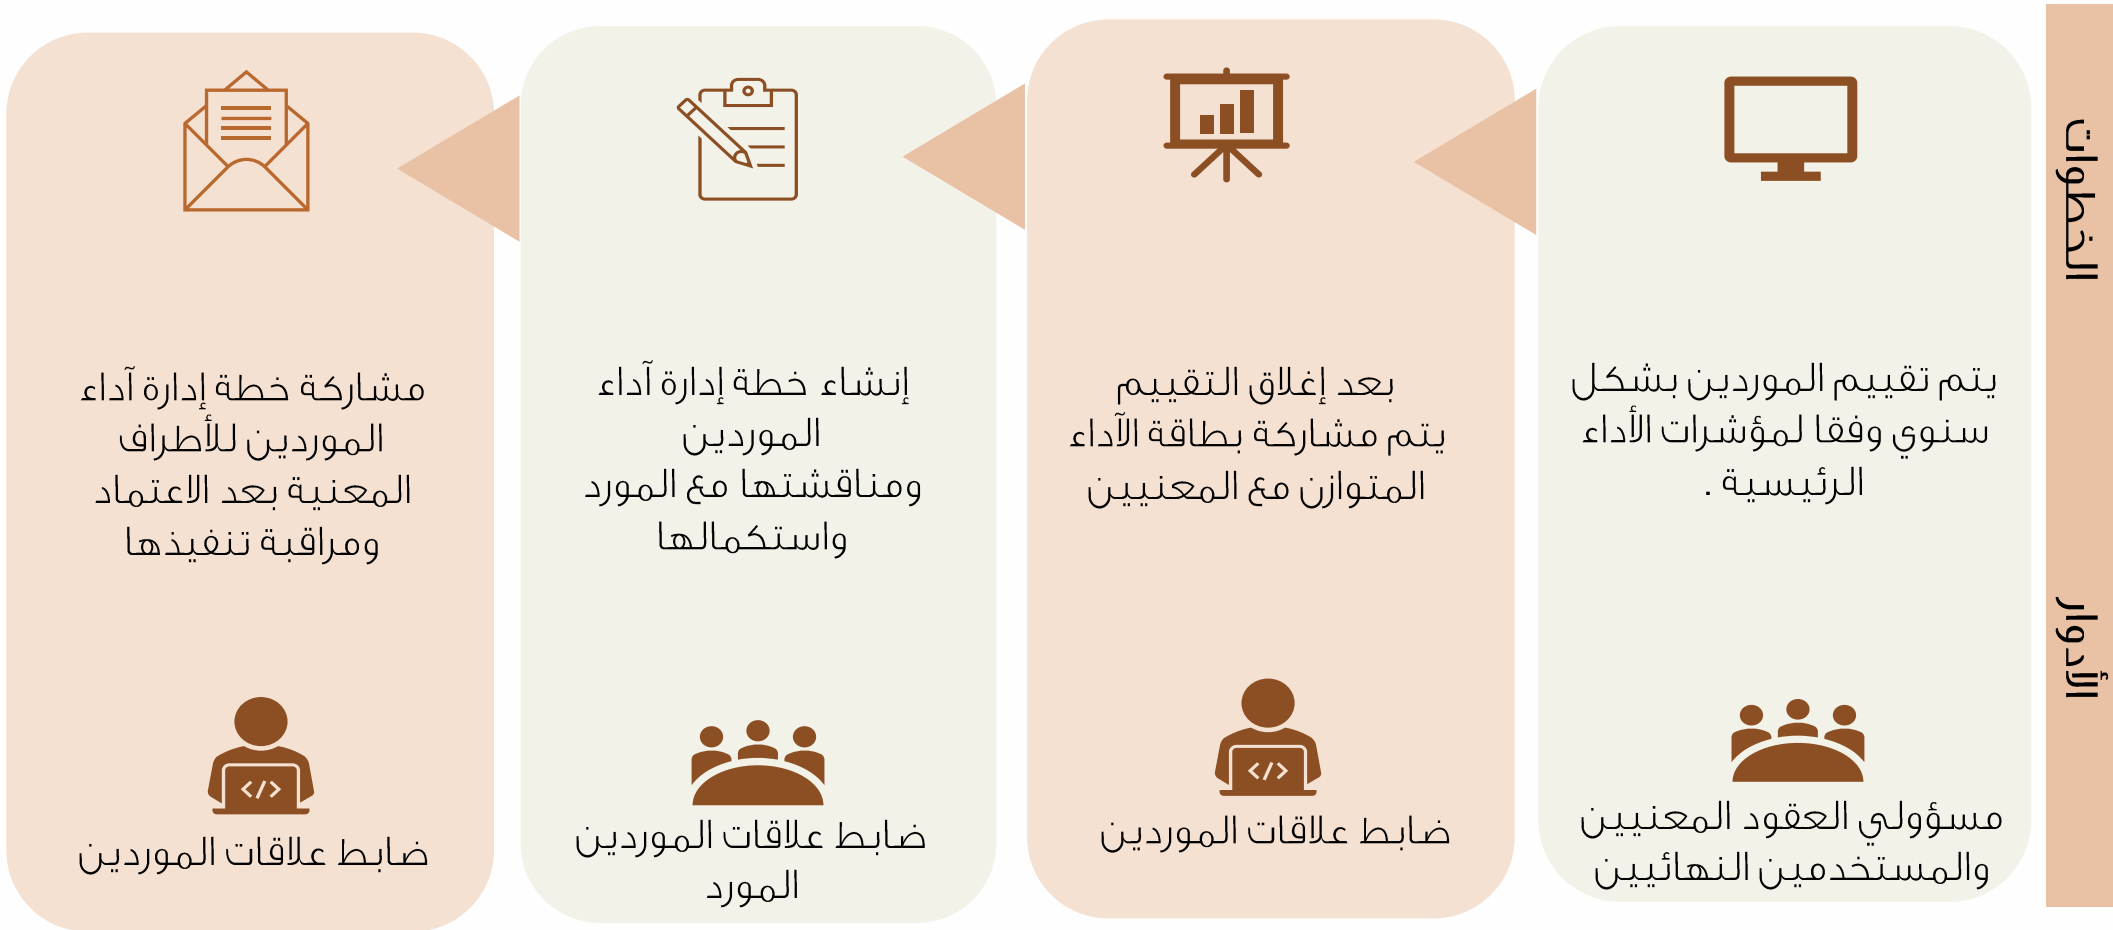 الخطوات
يتم تقييم الموردين بشكل
سنوي وفقا لمؤشرات الأداء
الرئيسية .
بعد إغلاق التقييم
يتم مشاركة بطاقة الآداء
المتوازن مع المعنيين
إنشاء خطة إدارة آداء
الموردين
ومناقشتها مع المورد
واستكمالها
مشاركة خطة إدارة آداء
الموردين للأطراف
المعنية بعد الاعتماد
ومراقبة تنفيذها
الأدوار
مسؤولي العقود المعنيين
والمستخدمين النهائيين
ضابط علاقات الموردين
ضابط علاقات الموردين
المورد
ضابط علاقات الموردين